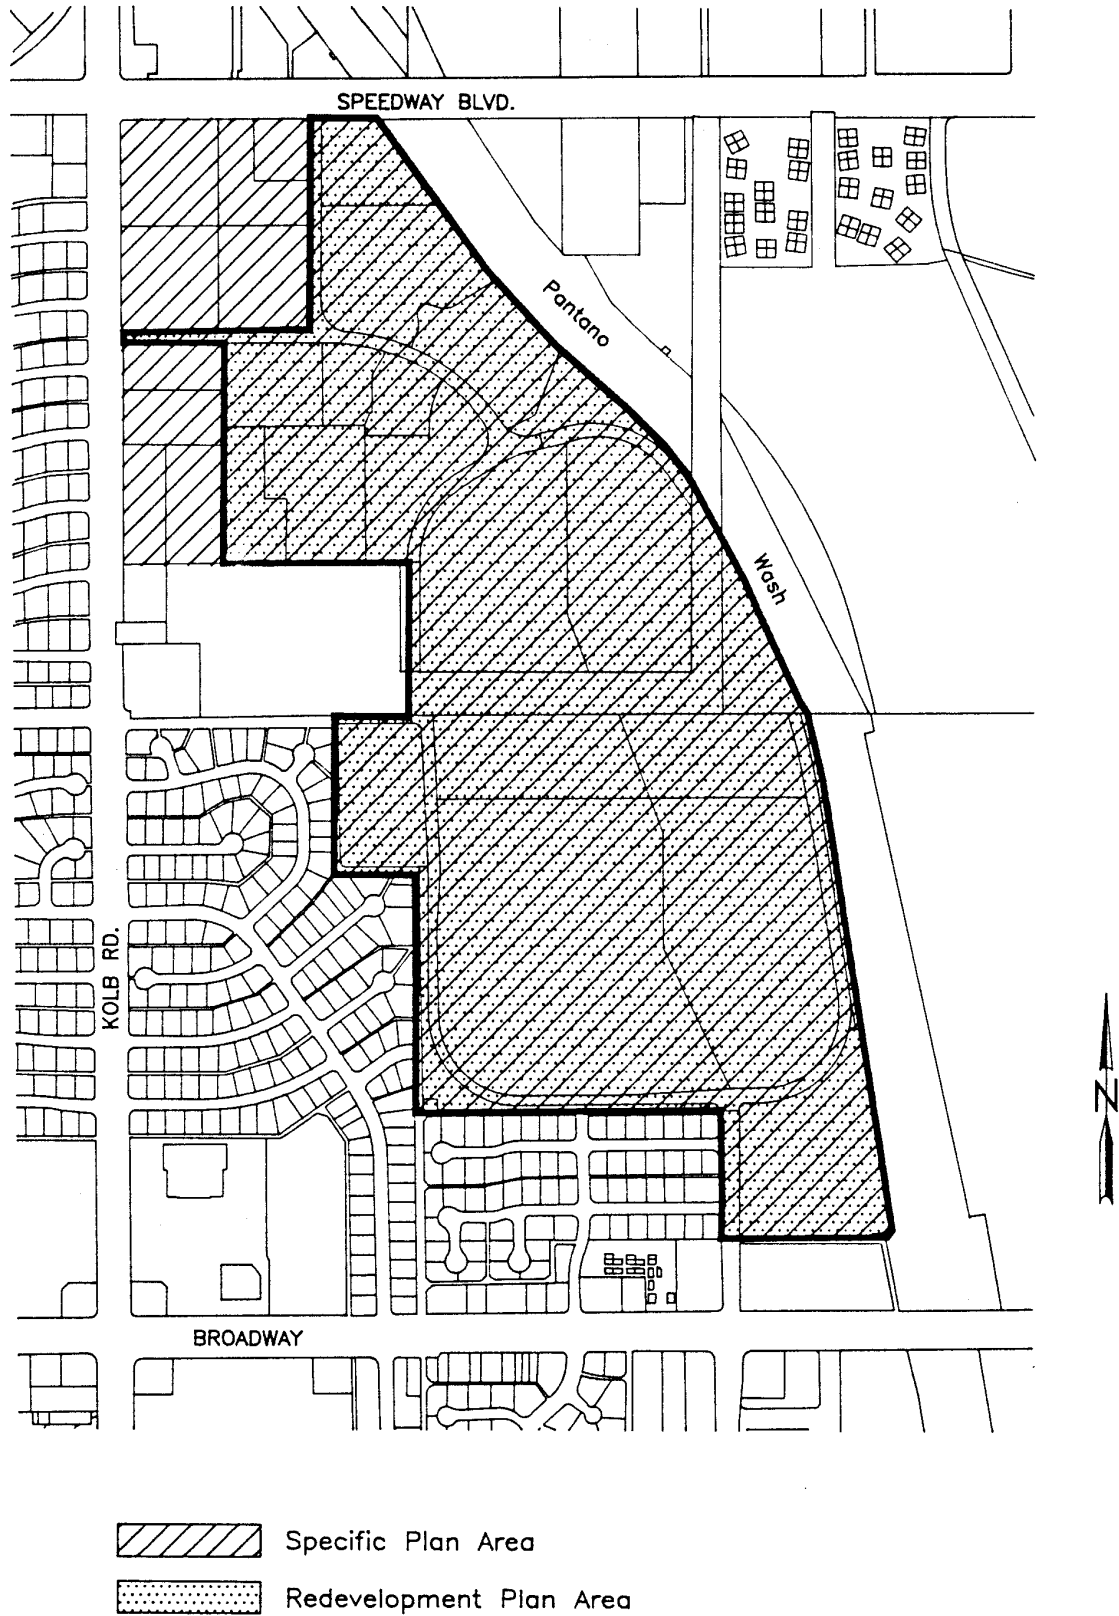 SPEEDWAY BLVD.
Pantano
Wash
KOLB RD.
N
BROADWAY
Specific Plan Area
Redevelopment Plan Area